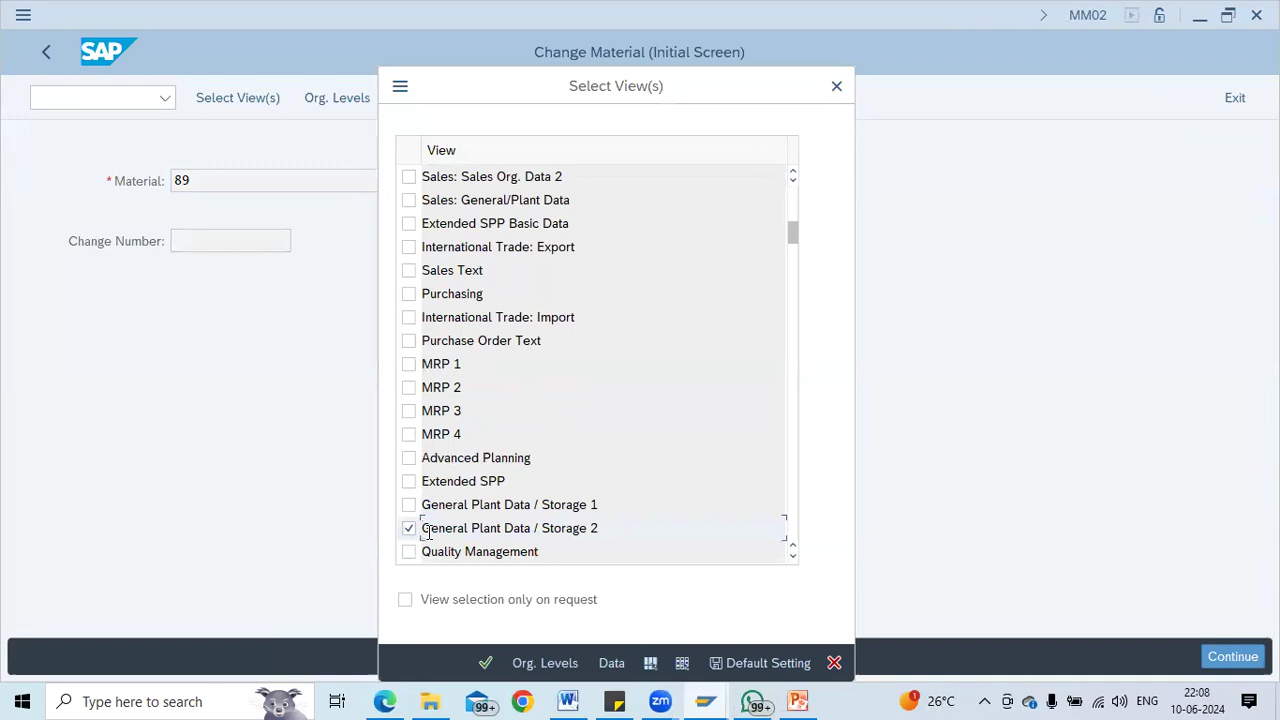 MM02
SAP
Change Material (Initial Screen)
Select View(s)
Org. Levels
Exit
* Material:
89
Change Number:
Select View(s)
View
Sales: Sales Org. Data 2
Sales: General/Plant Data
Extended SPP Basic Data
International Trade: Export
Sales Text
Purchasing
International Trade: Import
Purchase Order Text
MRP 1
MRP 2
MRP 3
MRP 4
Advanced Planning
Extended SPP
General Plant Data / Storage 1
General Plant Data / Storage 2
Quality Management
View selection only on request
Org. Levels
Data
Default Setting
Continue
Type here to search
99+
W
zm
99+
P
1
26°C
22:08
10-06-2024